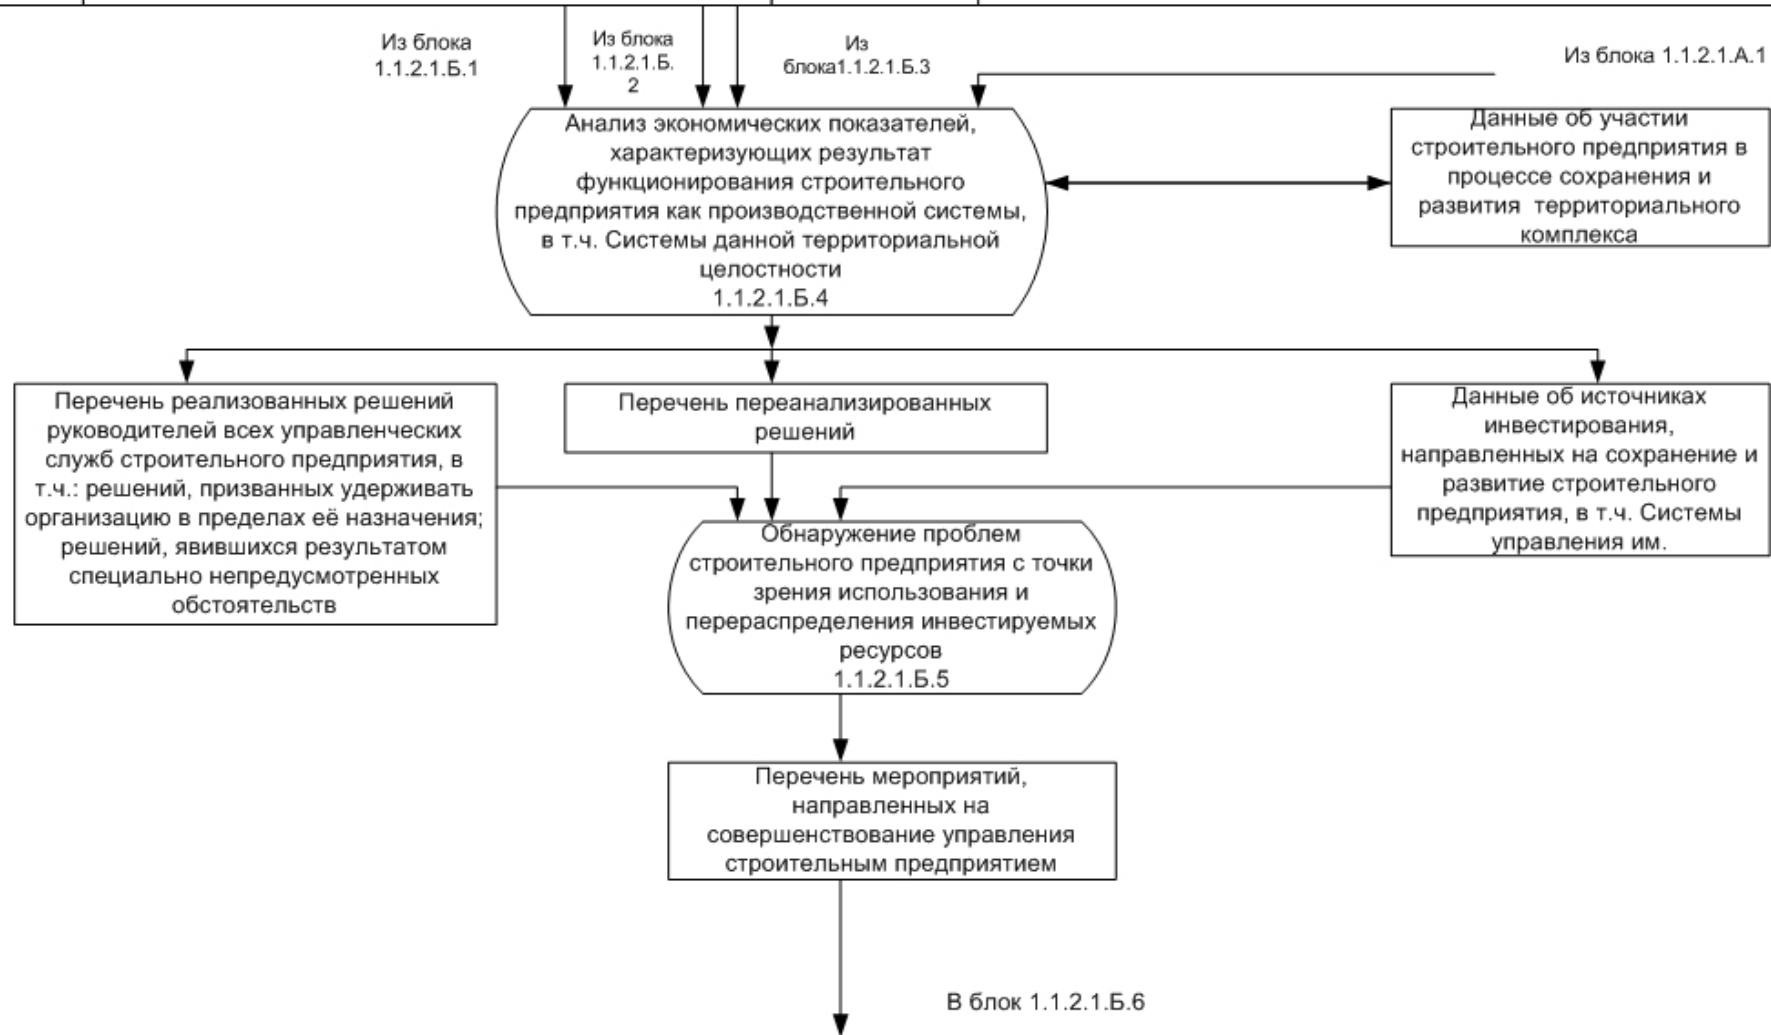 Из блока
1.1.2.1.Б.1
Из блока
1.1.2.1.Б.
2
Из
блока1.1.2.1.Б.3
Из блока 1.1.2.1.А.1
Анализ экономических показателей,
характеризующих результат
функционирования строительного
предприятия как производственной системы,
в т.ч. Системы данной территориальной
целостности
1.1.2.1.Б.4
Данные об участии
строительного предприятия в
процессе сохранения и
развития территориального
комплекса
Перечень реализованных решений
руководителей всех управленческих
служб строительного предприятия, в
т.ч.: решений, призванных удерживать
организацию в пределах её назначения;
решений, явившихся результатом
специально непредусмотренных
обстоятельств
Перечень переанализированных
решений
Данные об источниках
инвестирования,
направленных на сохранение и
развитие строительного
предприятия, в т.ч. Системы
управления им.
Обнаружение проблем
строительного предприятия с точки
зрения использования и
перераспределения инвестируемых
ресурсов
1.1.2.1.Б.5
Перечень мероприятий,
направленных на
совершенствование управления
строительным предприятием
В блок 1.1.2.1.Б.6